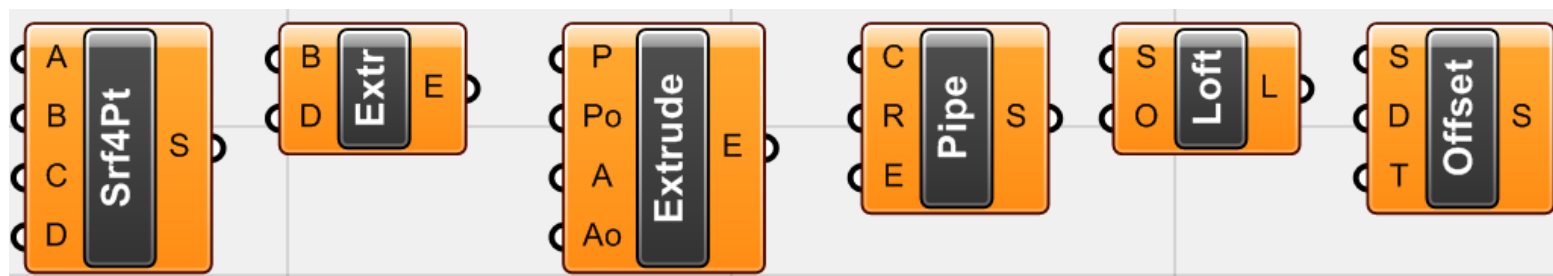 A
B
C
D
Srf4Pt
S
B
D
Extr
E
P
Po
A
Ao
Extrude
E
C
R
E
Pipe
S
S
O
Loft
L
S
D
T
Offset
S